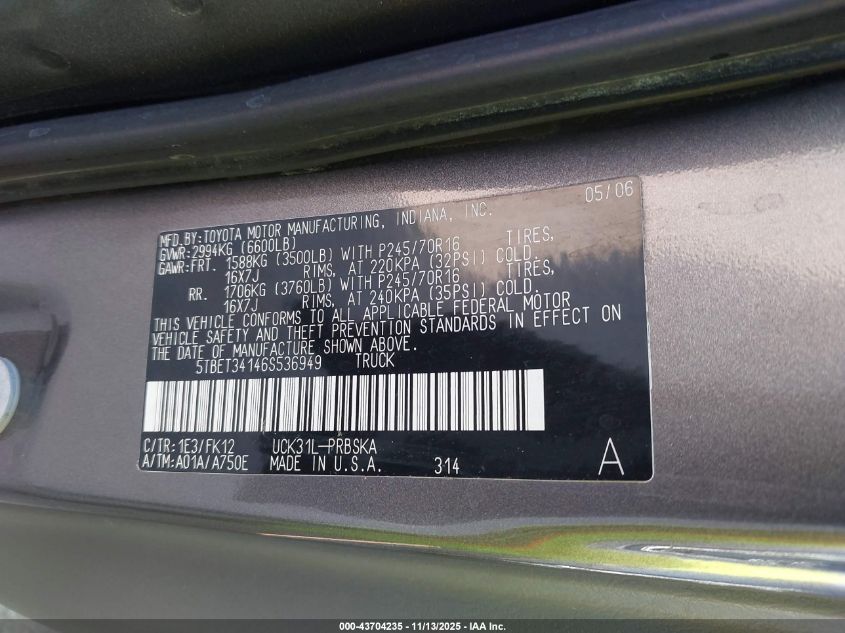 MFD.BY:TOYOTA MOTOR MANUFACTURING, INDIANA, INC. 05/06
GVWR:2994KG (6600LB)
GAWR:FRT. 1588KG (3500LB) WITH P245/70R16 TIRES,
16X7J RIMS, AT 220KPA (32PSI) COLD.
RR. 1706KG (3760LB) WITH P245/70R16 TIRES,
16X7J RIMS, AT 240KPA (35PSI) COLD.
THIS VEHICLE CONFORMS TO ALL APPLICABLE FEDERAL MOTOR
VEHICLE SAFETY AND THEFT PREVENTION STANDARDS IN EFFECT ON
THE DATE OF MANUFACTURE SHOWN ABOVE.
5TBET34146S536949 TRUCK
C/TR:1E3/FK12 UCK31L-PRBSKA
A/TM:A01A/A750E MADE IN U.S.A. 314 A
000-43704235 - 11/13/2025 - IAA Inc.